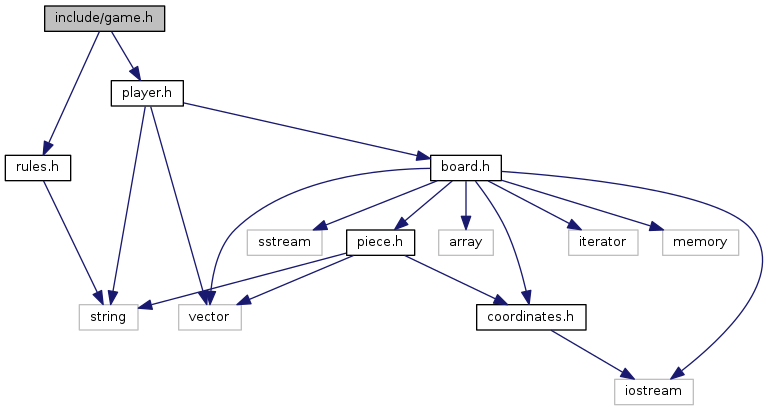 include/game.h
player.h
rules.h
board.h
sstream
piece.h
array
iterator
memory
string
vector
coordinates.h
iostream